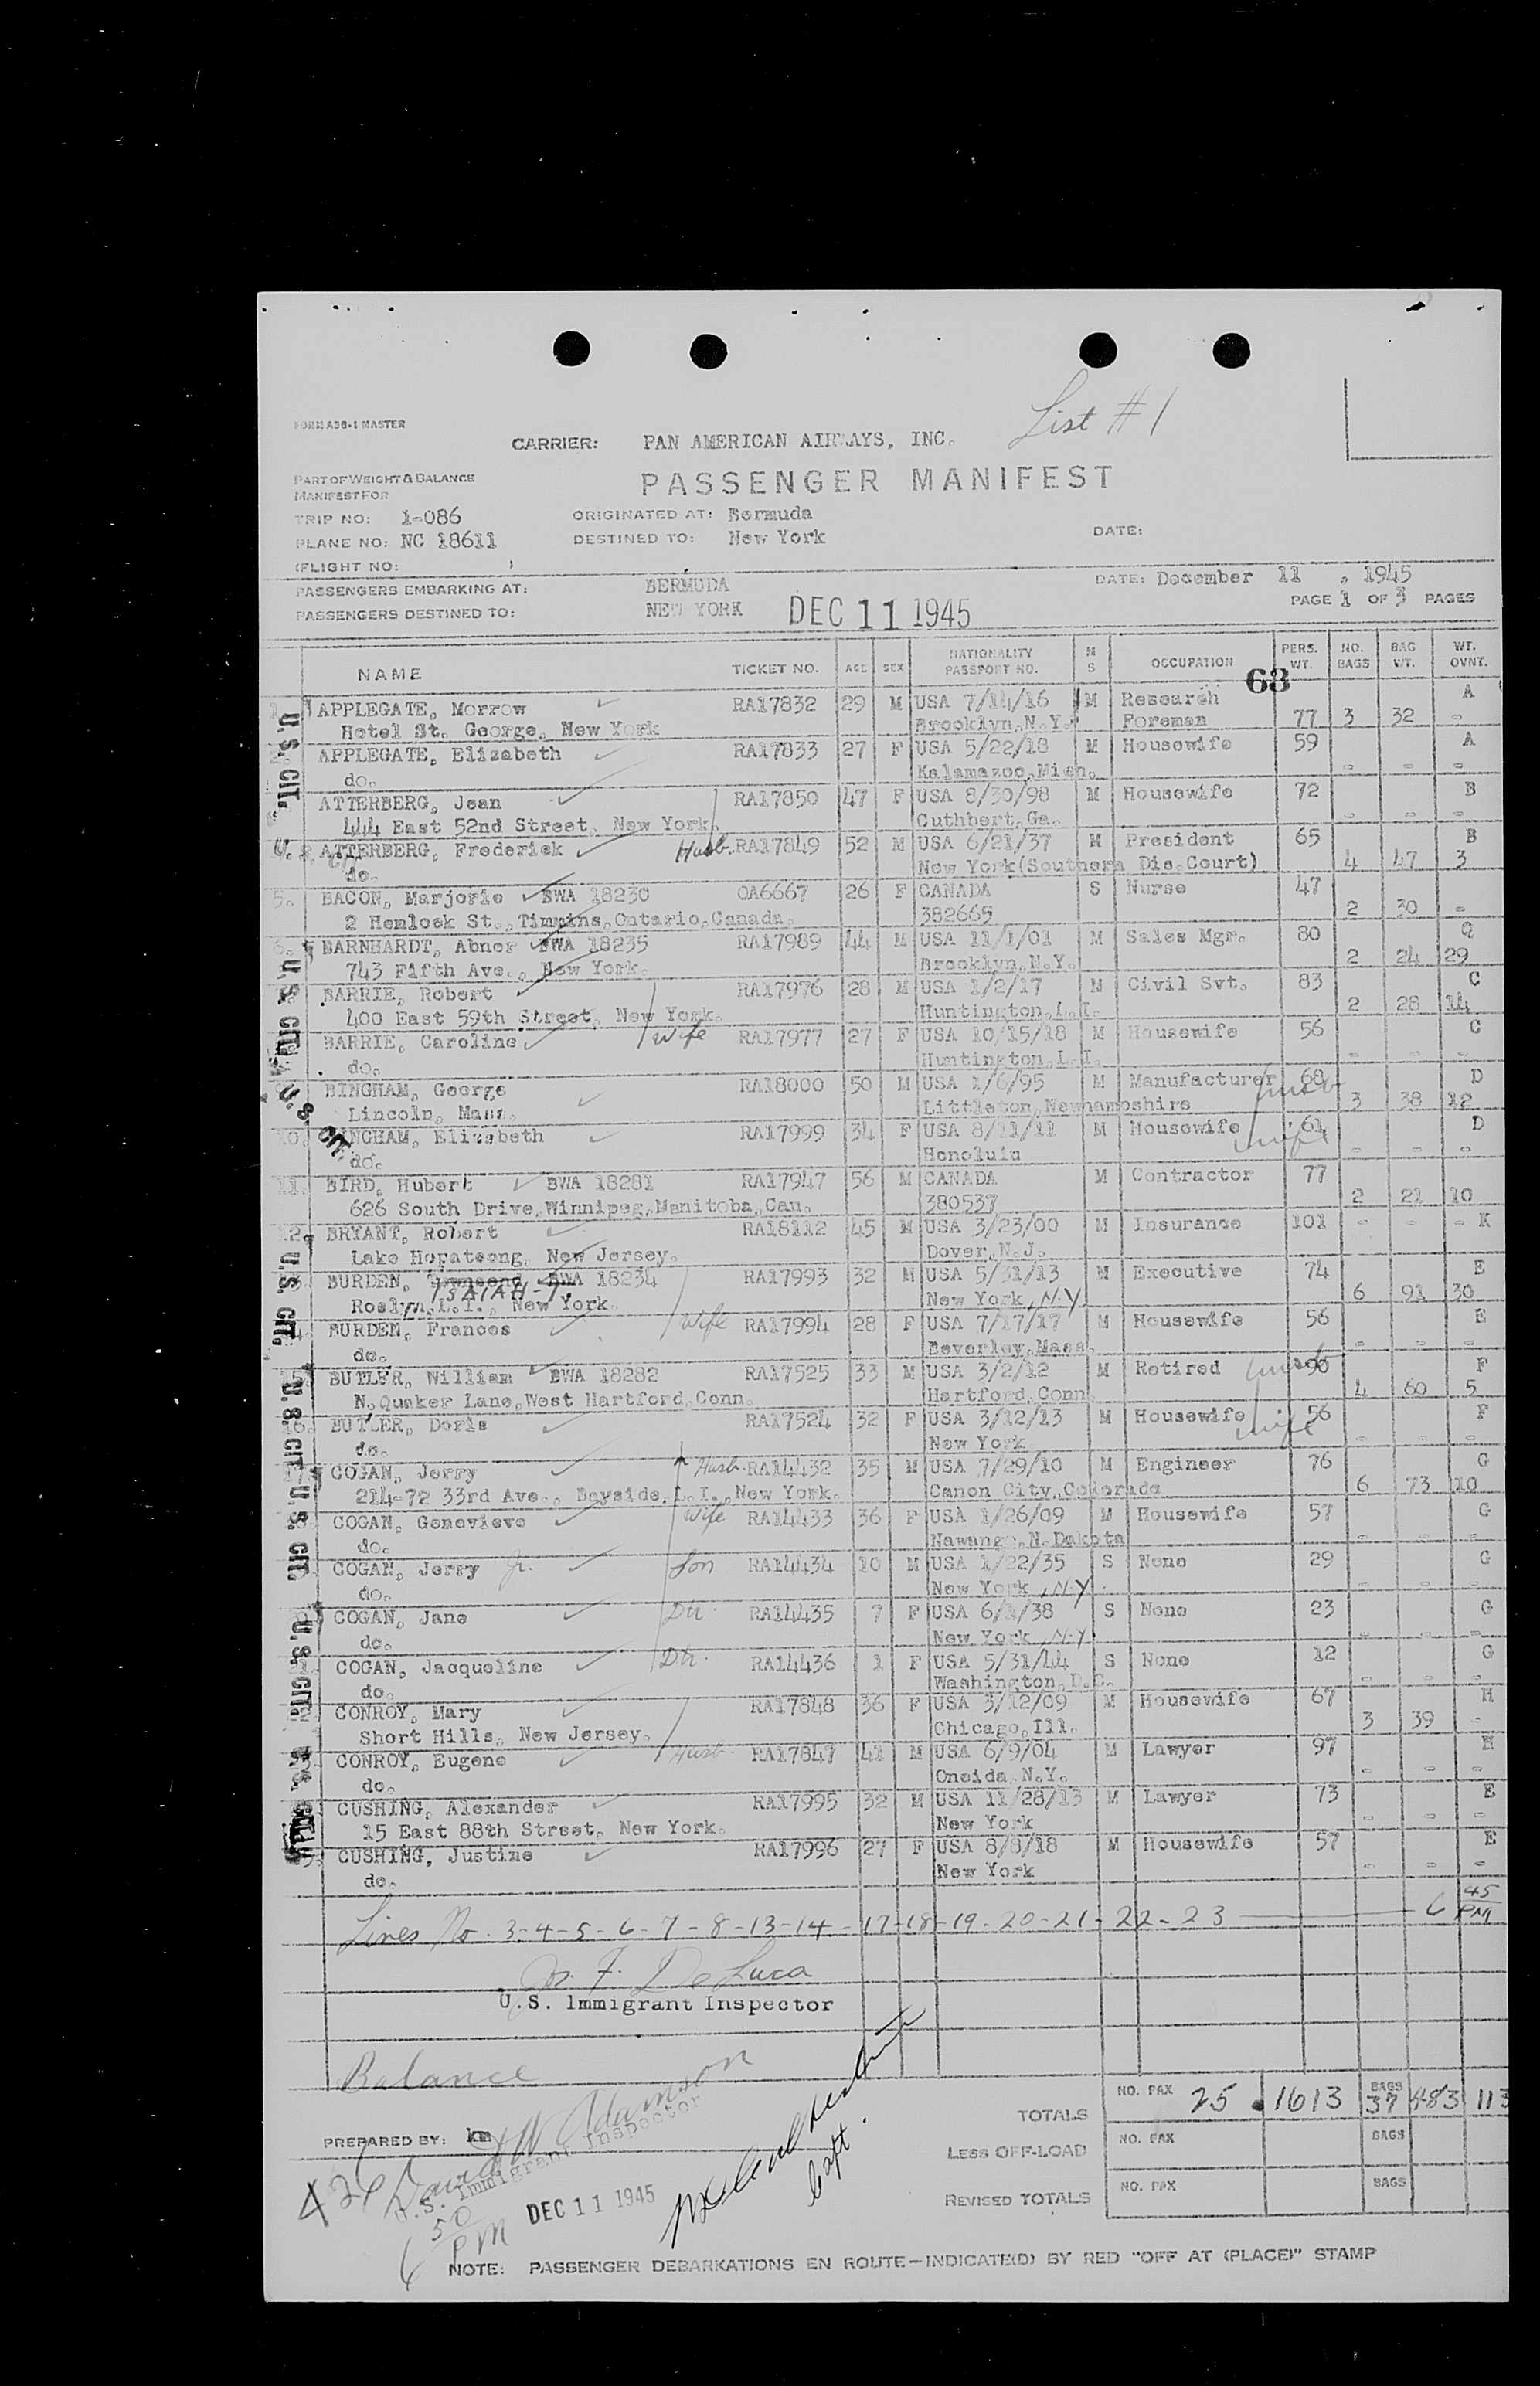 List #1
FORM ADB-1 MASTER
CARRIER: PAN AMERICAN AIRWAYS, INC.
PART OF WEIGHT & BALANCE
MANIFEST FOR
PASSENGER MANIFEST
TRIP NO: 1-086 ORIGINATED AT: Bermuda
PLANE NO: NC 18611 DESTINED TO: New York DATE:
(FLIGHT NO: )
PASSENGERS EMBARKING AT: BERMUDA DATE: December 11, 1945
PASSENGERS DESTINED TO: NEW YORK DEC 11 1945 PAGE 1 OF 3 PAGES
NAME TICKET NO. AGE SEX NATIONALITY PASSPORT NO. M S OCCUPATION PERS. WT. NO. BAGS BAG WT. WT. OVNT.
68
APPLEGATE, Morrow RA17832 29 M USA 7/14/16 M Research A
Hotel St. George, New York Brooklyn, N.Y. Foreman 77 3 32 -
APPLEGATE, Elizabeth RA17833 27 F USA 5/22/18 M Housewife 59 A
do. Kalamazoo, Mich. - - -
ATTERBERG, Jean RA17850 47 F USA 8/30/98 M Housewife 72 B
444 East 52nd Street, New York. Cuthbert, Ga. - - -
ATTERBERG, Frederick Husb. RA17849 52 M USA 6/21/37 M President 65 B
do. New York(Southern Dis.Court) 4 47 3
5. BACON, Marjorie BWA 18230 OA6667 26 F CANADA S Nurse 47
2 Hemlock St., Timmins, Ontario, Canada. 382665 2 30 -
6. BARNHARDT, Abner BWA 18235 RA17989 44 M USA 11/1/01 M Sales Mgr. 80 Q
743 Fifth Ave., New York. Brooklyn, N.Y. 2 24 29
BARRIE, Robert RA17976 28 M USA 1/2/17 M Civil Svt. 83 C
400 East 59th Street, New York. Huntington, L.I. 2 28 14
BARRIE, Caroline Wife RA17977 27 F USA 10/15/18 M Housewife 56 C
do. Huntington, L.I. - - -
BINGHAM, George RA18000 50 M USA 1/6/95 M Manufacturer 68 husb D
Lincoln, Mass. Littleton, Newhampshire 3 38 12
10. BINGHAM, Elizabeth RA17999 34 F USA 8/11/11 M Housewife 61 wife D
do. Honolulu - - -
11. BIRD, Hubert BWA 18281 RA17947 56 M CANADA M Contractor 77
626 South Drive, Winnipeg, Manitoba, Can. 380537 2 21 10
12. BRYANT, Robert RA18112 45 M USA 3/23/00 M Insurance 101 - - - K
Lake Hopatcong, New Jersey. Dover, N.J.
BURDEN, Townsend BWA 18234 RA17993 32 M USA 5/31/13 M Executive 74 E
ISAIAH-T.
Roslyn, L.I., New York. New York, N.Y 6 91 30
BURDEN, Frances Wife RA17994 28 F USA 7/17/17 M Housewife 56 E
do. Beverley, Mass. - - -
15. BUTLER, William BWA 18282 RA17525 33 M USA 3/2/12 M Retired husb 90 F
N. Quaker Lane, West Hartford, Conn. Hartford, Conn 4 60 5
16. BUTLER, Doris RA17524 32 F USA 3/12/13 M Housewife wife 56 F
do. New York - - -
COGAN, Jerry Husb. RA14432 35 M USA 7/29/10 M Engineer 76 G
214-72 33rd Ave., Bayside, L.I., New York. Canon City, Colorado 6 73 10
COGAN, Genevieve Wife RA14433 36 F USA 1/26/09 M Housewife 57 G
do. N. Dakota - - -
COGAN, Jerry Jr. Son RA14434 10 M USA 1/22/35 S None 29 G
do. New York, N.Y - - -
COGAN, Jane Dtr. RA14435 7 F USA 6/1/38 S None 23 G
do. New York, N.Y. - - -
COGAN, Jacqueline Dtr. RA14436 1 F USA 5/31/44 S None 12 G
do. Washington, D.C. - - -
CONROY, Mary RA17848 36 F USA 3/12/09 M Housewife 67 H
Short Hills, New Jersey. Chicago, Ill. 3 39 -
CONROY, Eugene Husb RA17847 41 M USA 6/9/04 M Lawyer 97 H
do. Oneida, N.Y. - - -
CUSHING, Alexander RA17995 32 M USA 11/28/13 M Lawyer 73 E
15 East 88th Street, New York. New York - - -
CUSHING, Justine RA17996 27 F USA 8/8/18 M Housewife 57 E
do. New York - - -
U.S. CIT.
U.S. CIT.
U.S. CIT.
U.S. CIT.
U.S. CIT.
U.S. CIT.
U.S. CIT.
Lines No. 3-4-5-6-7-8-13-14-17-18-19-20-21-22-23 6 45 PM
F. DeLuca
U.S. Immigrant Inspector
Balance
TOTALS NO. PAX 25 1613 BAGS 37 483 113
PREPARED BY: km
LESS OFF-LOAD NO. PAX BAGS
REVISED TOTALS NO. PAX BAGS
David W Adamson
U.S. Immigrant Inspector
6 50 PM
DEC 11 1945
Capt.
NOTE: PASSENGER DEBARKATIONS EN ROUTE-INDICATE(D) BY RED "OFF AT (PLACE)" STAMP